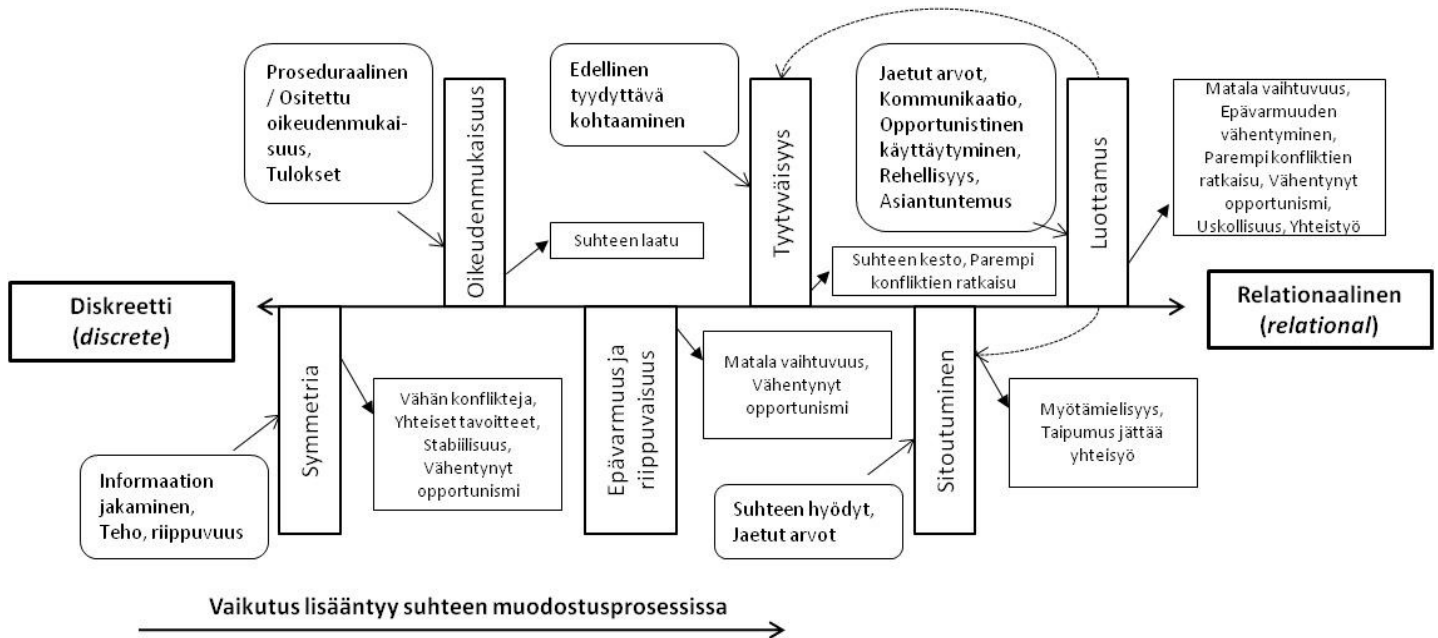 Proseduraalinen
/ Ositettu
oikeudenmukai-
suus,
Tulokset
Oikeudenmukaisuus
Suhteen laatu
Edellinen
tyydyttävä
kohtaaminen
Tyytyväisyys
Suhteen kesto, Parempi
konfliktien ratkaisu
Jaetut arvot,
Kommunikaatio,
Opportunistinen
käyttäytyminen,
Rehellisyys,
Asiantuntemus
Luottamus
Matala vaihtuvuus,
Epävarmuuden
vähentyminen,
Parempi konfliktien
ratkaisu, Vähentynyt
opportunismi,
Uskollisuus, Yhteistyö
Diskreetti
(discrete)
Relationaalinen
(relational)
Informaation
jakaminen,
Teho, riippuvuus
Symmetria
Vähän konflikteja,
Yhteiset tavoitteet,
Stabiilisuus,
Vähentynyt
opportunismi
Epävarmuus ja
riippuvaisuus
Matala vaihtuvuus,
Vähentynyt
opportunismi
Suhteen hyödyt,
Jaetut arvot
Sitoutuminen
Myötämielisyys,
Taipumus jättää
yhteisyö
Vaikutus lisääntyy suhteen muodostusprosessissa